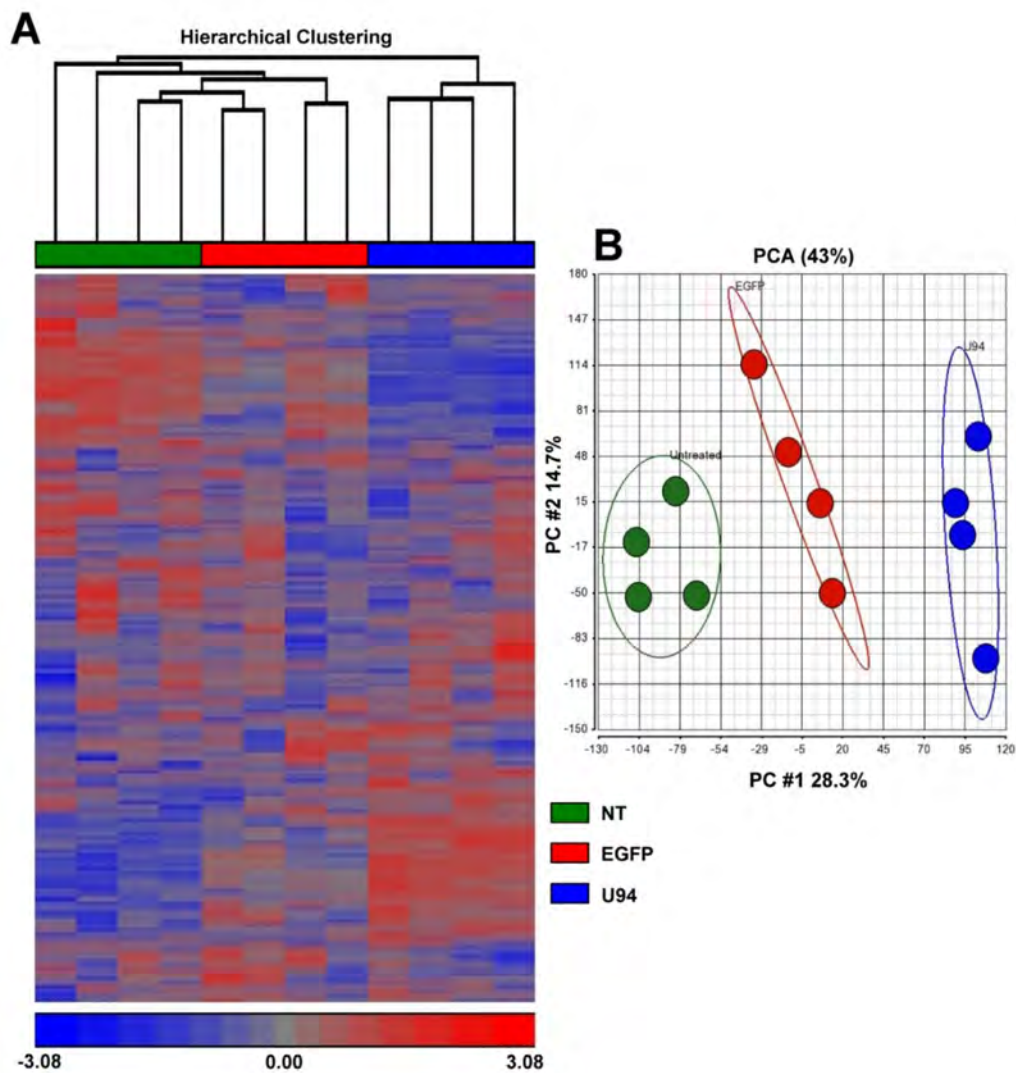 A
Hierarchical Clustering
-3.08 0.00 3.08
B
PCA (43%)
EGFP
U94
Untreated
PC #2 14.7%
180
147
114
81
48
15
-17
-50
-83
-116
-150
-130 -104 -79 -54 -29 -5 20 45 70 95 120
PC #1 28.3%
NT
EGFP
U94